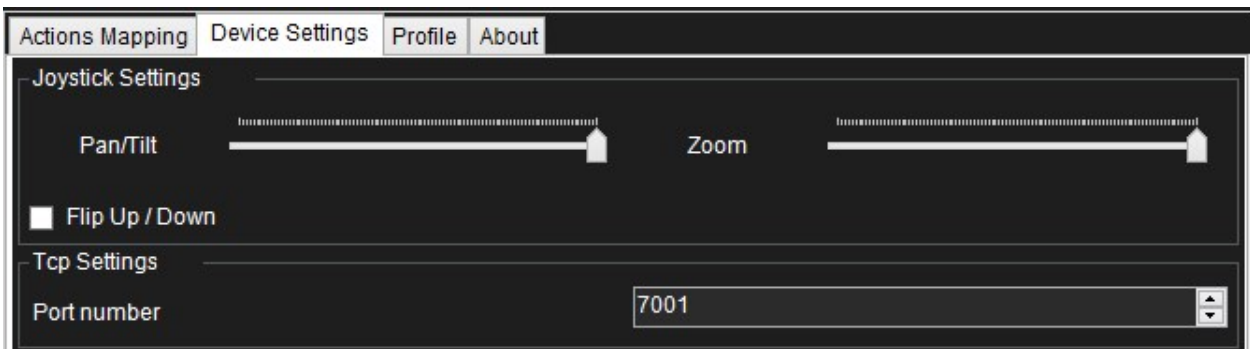 Actions Mapping Device Settings Profile About
Joystick Settings
Pan/Tilt Zoom
Flip Up / Down
Tcp Settings
Port number 7001